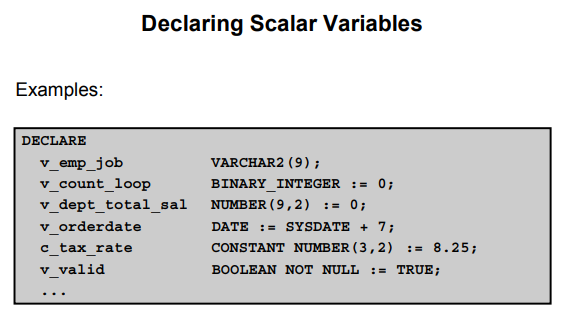 Declaring Scalar Variables
Examples:
DECLARE
v_emp_job VARCHAR2(9);
v_count_loop BINARY_INTEGER := 0;
v_dept_total_sal NUMBER(9,2) := 0;
v_orderdate DATE := SYSDATE + 7;
c_tax_rate CONSTANT NUMBER(3,2) := 8.25;
v_valid BOOLEAN NOT NULL := TRUE;
...